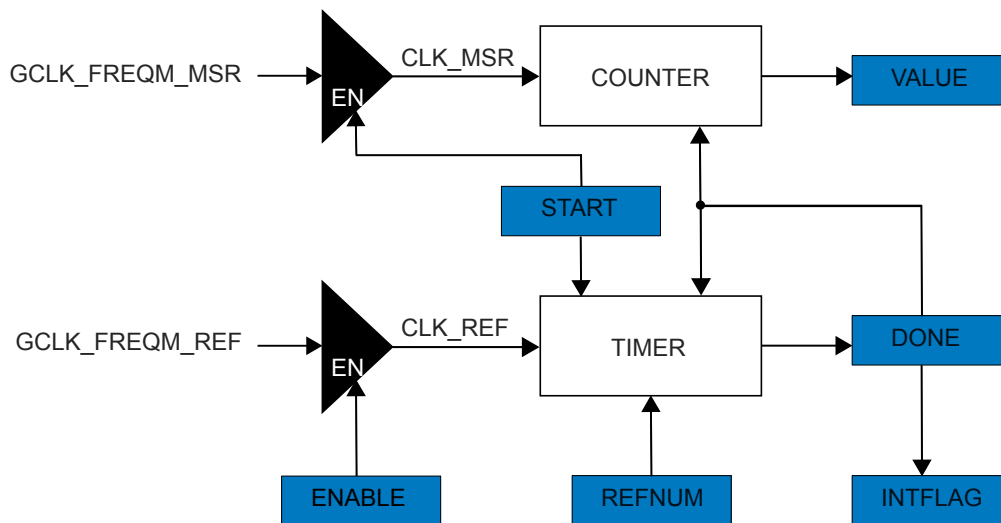 GCLK_FREQM_MSR
EN
CLK_MSR
COUNTER
VALUE
START
GCLK_FREQM_REF
EN
CLK_REF
TIMER
DONE
ENABLE
REFNUM
INTFLAG